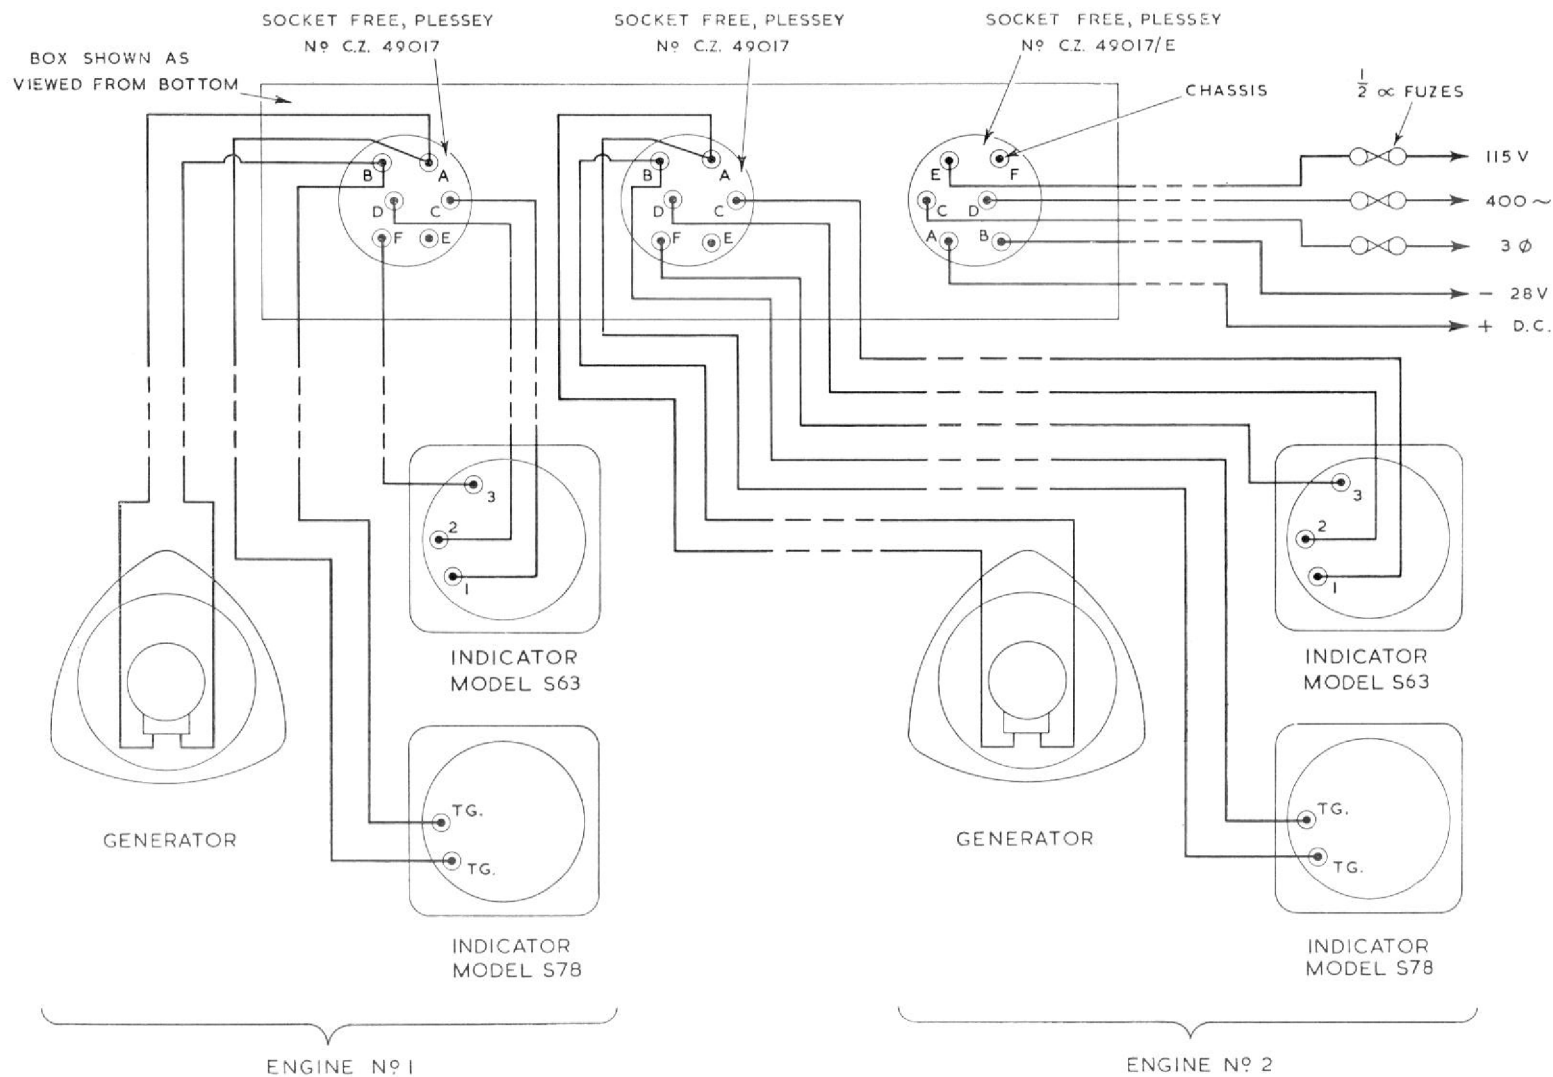 SOCKET FREE, PLESSEY
Nº C.Z. 49017
SOCKET FREE, PLESSEY
Nº C.Z. 49017
SOCKET FREE, PLESSEY
Nº C.Z. 49017/E
BOX SHOWN AS
VIEWED FROM BOTTOM
CHASSIS
½ ∝ FUZES
B
A
D
C
F
E
B
A
D
C
F
E
E
F
C
D
A
B
115 V
400 ~
3 Ø
- 28V
+ D.C.
3
2
1
3
2
1
INDICATOR
MODEL S63
INDICATOR
MODEL S63
TG.
TG.
TG.
TG.
GENERATOR
GENERATOR
INDICATOR
MODEL S78
INDICATOR
MODEL S78
ENGINE Nº 1
ENGINE Nº 2